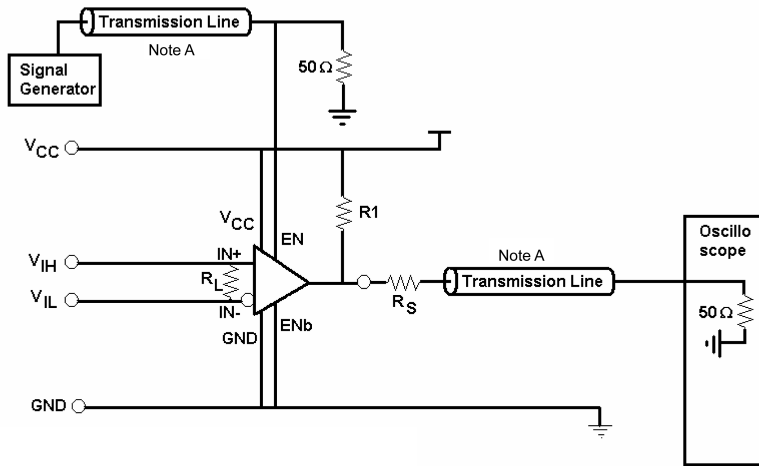 Transmission Line
Note A
Signal
Generator
50 Ω
VCC
VCC
EN
R1
VIH
IN+
RL
VIL
IN-
GND
ENb
RS
Note A
Transmission Line
Oscillo
scope
50 Ω
GND